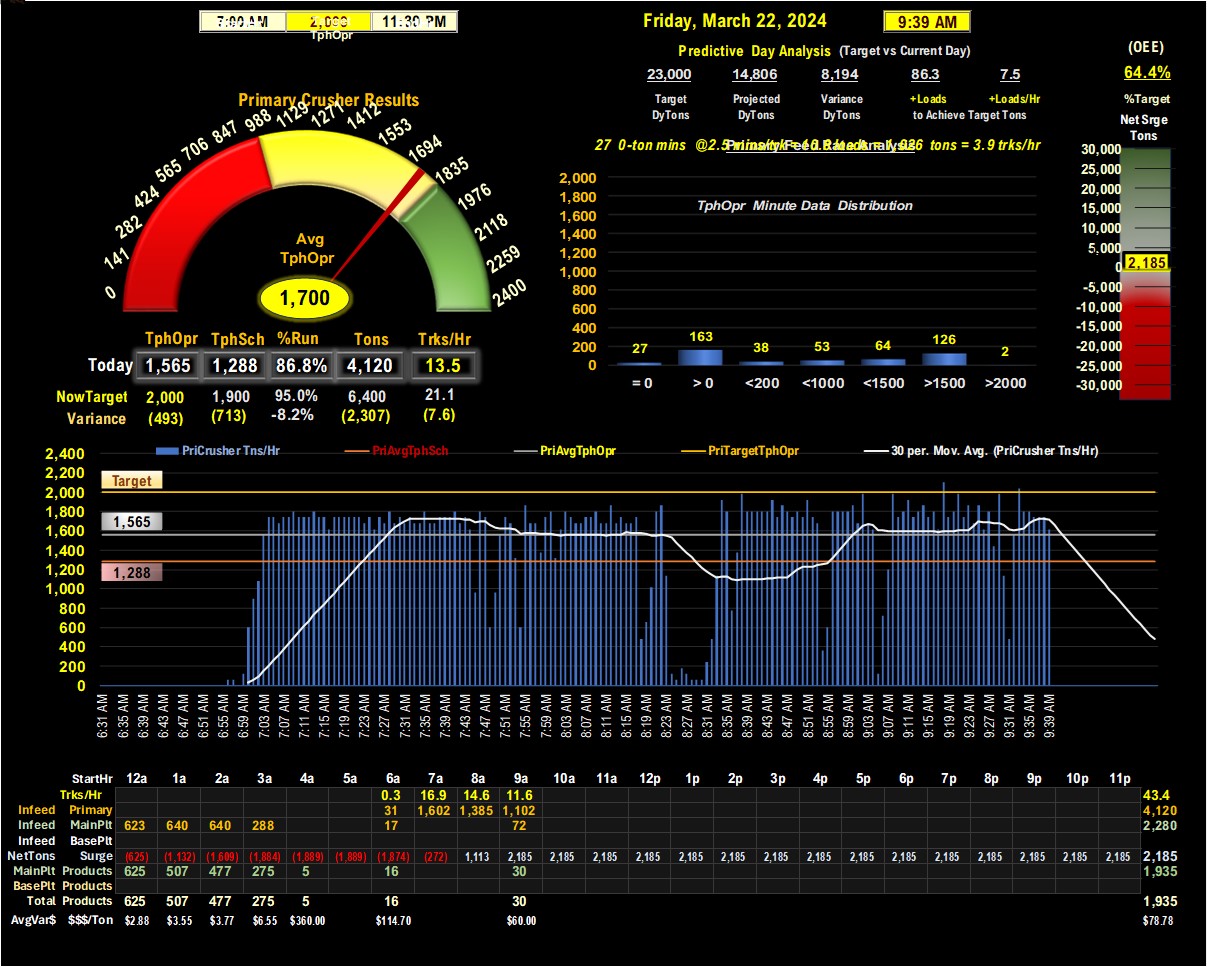 7:00 AM 2,000 11:30 PM
TphOpr
Friday, March 22, 2024 9:39 AM
Predictive Day Analysis (Target vs Current Day)
(OEE)
23,000 14,806 8,194 86.3 7.5
64.4%
Target Projected Variance +Loads +Loads/Hr
DyTons DyTons DyTons to Achieve Target Tons
%Target
Net Srge
Tons
Primary Crusher Results
0 141 282 424 565 706 847 988 1129 1271 1412 1553 1694 1835 1976 2118 2259 2400
Avg
TphOpr
1,700
27 0-ton mins tons = 3.9 trks/hr
Primary Feed Rate Analysis
TphOpr Minute Data Distribution
2,000
1,800
1,600
1,400
1,200
1,000
800
600
400
200
0
27 163 38 53 64 126 2
= 0 > 0 <200 <1000 <1500 >1500 >2000
30,000
25,000
20,000
15,000
10,000
5,000
0 2,185
-5,000
-10,000
-15,000
-20,000
-25,000
-30,000
TphOpr TphSch %Run Tons Trks/Hr
Today 1,565 1,288 86.8% 4,120 13.5
NowTarget 2,000 1,900 95.0% 6,400 21.1
Variance (493) (713) -8.2% (2,307) (7.6)
PriCrusher Tns/Hr PriAvgTphSch PriAvgTphOpr PriTargetTphOpr 30 per. Mov. Avg. (PriCrusher Tns/Hr)
2,400
2,200
2,000
1,800
1,600
1,400
1,200
1,000
800
600
400
200
0
Target
1,565
1,288
6:31 AM 6:35 AM 6:39 AM 6:43 AM 6:47 AM 6:51 AM 6:55 AM 6:59 AM 7:03 AM 7:07 AM 7:11 AM 7:15 AM 7:19 AM 7:23 AM 7:27 AM 7:31 AM 7:35 AM 7:39 AM 7:43 AM 7:47 AM 7:51 AM 7:55 AM 7:59 AM 8:03 AM 8:07 AM 8:11 AM 8:15 AM 8:19 AM 8:23 AM 8:27 AM 8:31 AM 8:35 AM 8:39 AM 8:43 AM 8:47 AM 8:51 AM 8:55 AM 8:59 AM 9:03 AM 9:07 AM 9:11 AM 9:15 AM 9:19 AM 9:23 AM 9:27 AM 9:31 AM 9:35 AM 9:39 AM
StartHr 12a 1a 2a 3a 4a 5a 6a 7a 8a 9a 10a 11a 12p 1p 2p 3p 4p 5p 6p 7p 8p 9p 10p 11p
Trks/Hr 0.3 16.9 14.6 11.6 43.4
Infeed Primary 31 1,602 1,385 1,102 4,120
Infeed MainPlt 623 640 640 288 17 72 2,280
Infeed BasePlt
NetTons Surge (625) (1,132) (1,609) (1,884) (1,889) (1,889) (1,874) (272) 1,113 2,185 2,185 2,185 2,185 2,185 2,185 2,185 2,185 2,185 2,185 2,185 2,185 2,185 2,185 2,185 2,185
MainPlt Products 625 507 477 275 5 16 30 1,935
BasePlt Products
Total Products 625 507 477 275 5 16 30 1,935
AvgVar$ $$$/Ton $2.88 $3.55 $3.77 $6.55 $360.00 $114.70 $60.00 $78.78